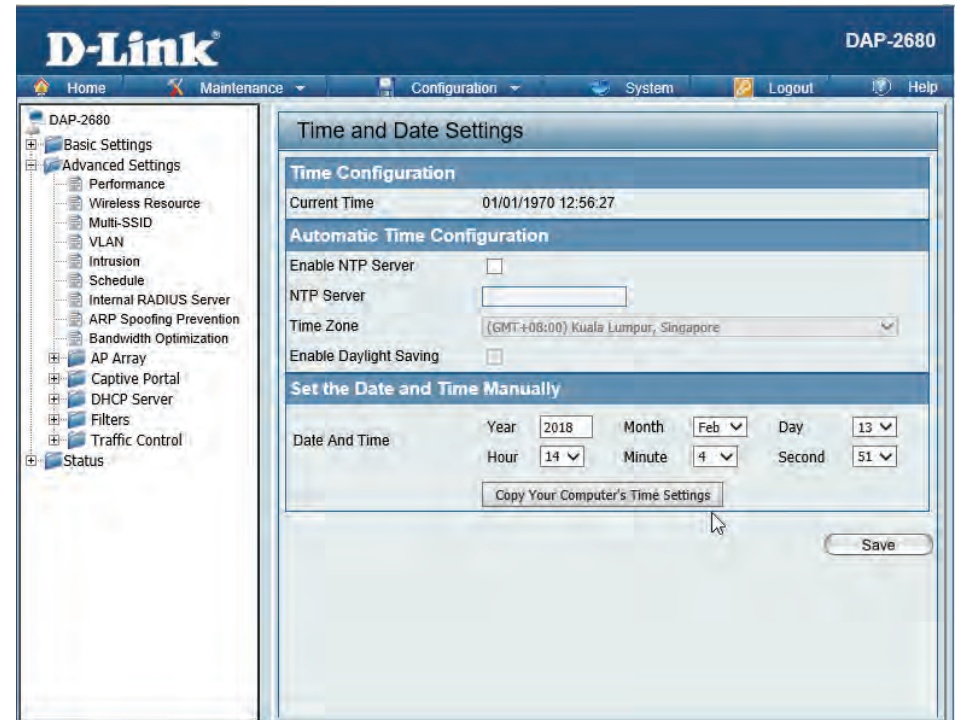 D-Link®
DAP-2680
Home Maintenance Configuration System Logout Help
DAP-2680
Basic Settings
Advanced Settings
Performance
Wireless Resource
Multi-SSID
VLAN
Intrusion
Schedule
Internal RADIUS Server
ARP Spoofing Prevention
Bandwidth Optimization
AP Array
Captive Portal
DHCP Server
Filters
Traffic Control
Status
Time and Date Settings
Time Configuration
Current Time 01/01/1970 12:56:27
Automatic Time Configuration
Enable NTP Server
NTP Server
Time Zone (GMT+08:00) Kuala Lumpur, Singapore
Enable Daylight Saving
Set the Date and Time Manually
Date And Time
Year 2018 Month Feb Day 13
Hour 14 Minute 4 Second 51
Copy Your Computer's Time Settings
Save